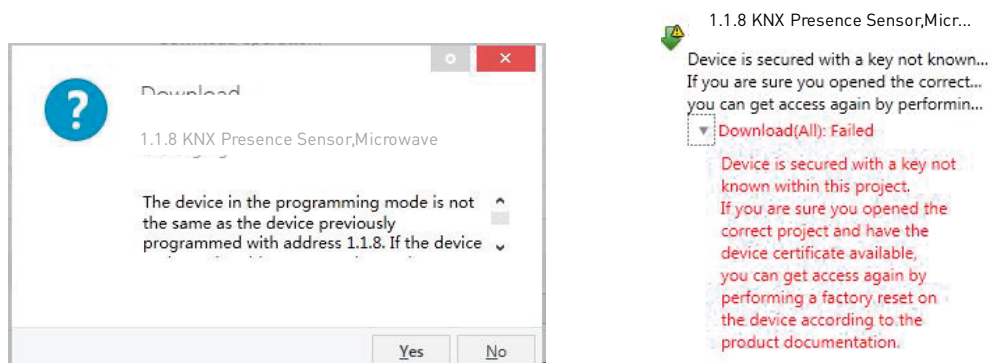 Download
1.1.8 KNX Presence Sensor,Microwave
The device in the programming mode is not
the same as the device previously
programmed with address 1.1.8. If the device
Yes
No
1.1.8 KNX Presence Sensor,Micr...
Device is secured with a key not known...
If you are sure you opened the correct...
you can get access again by performin...
Download(All): Failed
Device is secured with a key not
known within this project.
If you are sure you opened the
correct project and have the
device certificate available,
you can get access again by
performing a factory reset on
the device according to the
product documentation.